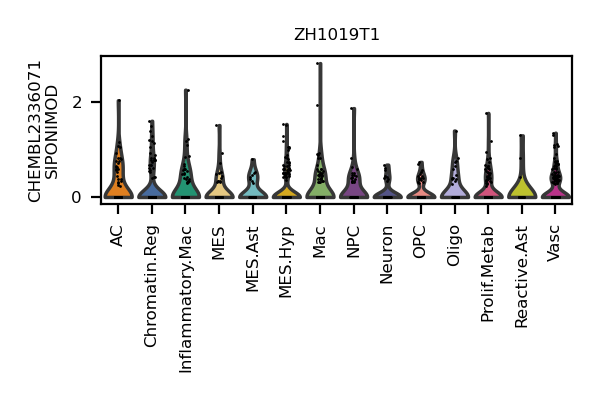 ZH1019T1
CHEMBL2336071
SIPONIMOD
2
0
AC
Chromatin.Reg
Inflammatory.Mac
MES
MES.Ast
MES.Hyp
Mac
NPC
Neuron
OPC
Oligo
Prolif.Metab
Reactive.Ast
Vasc